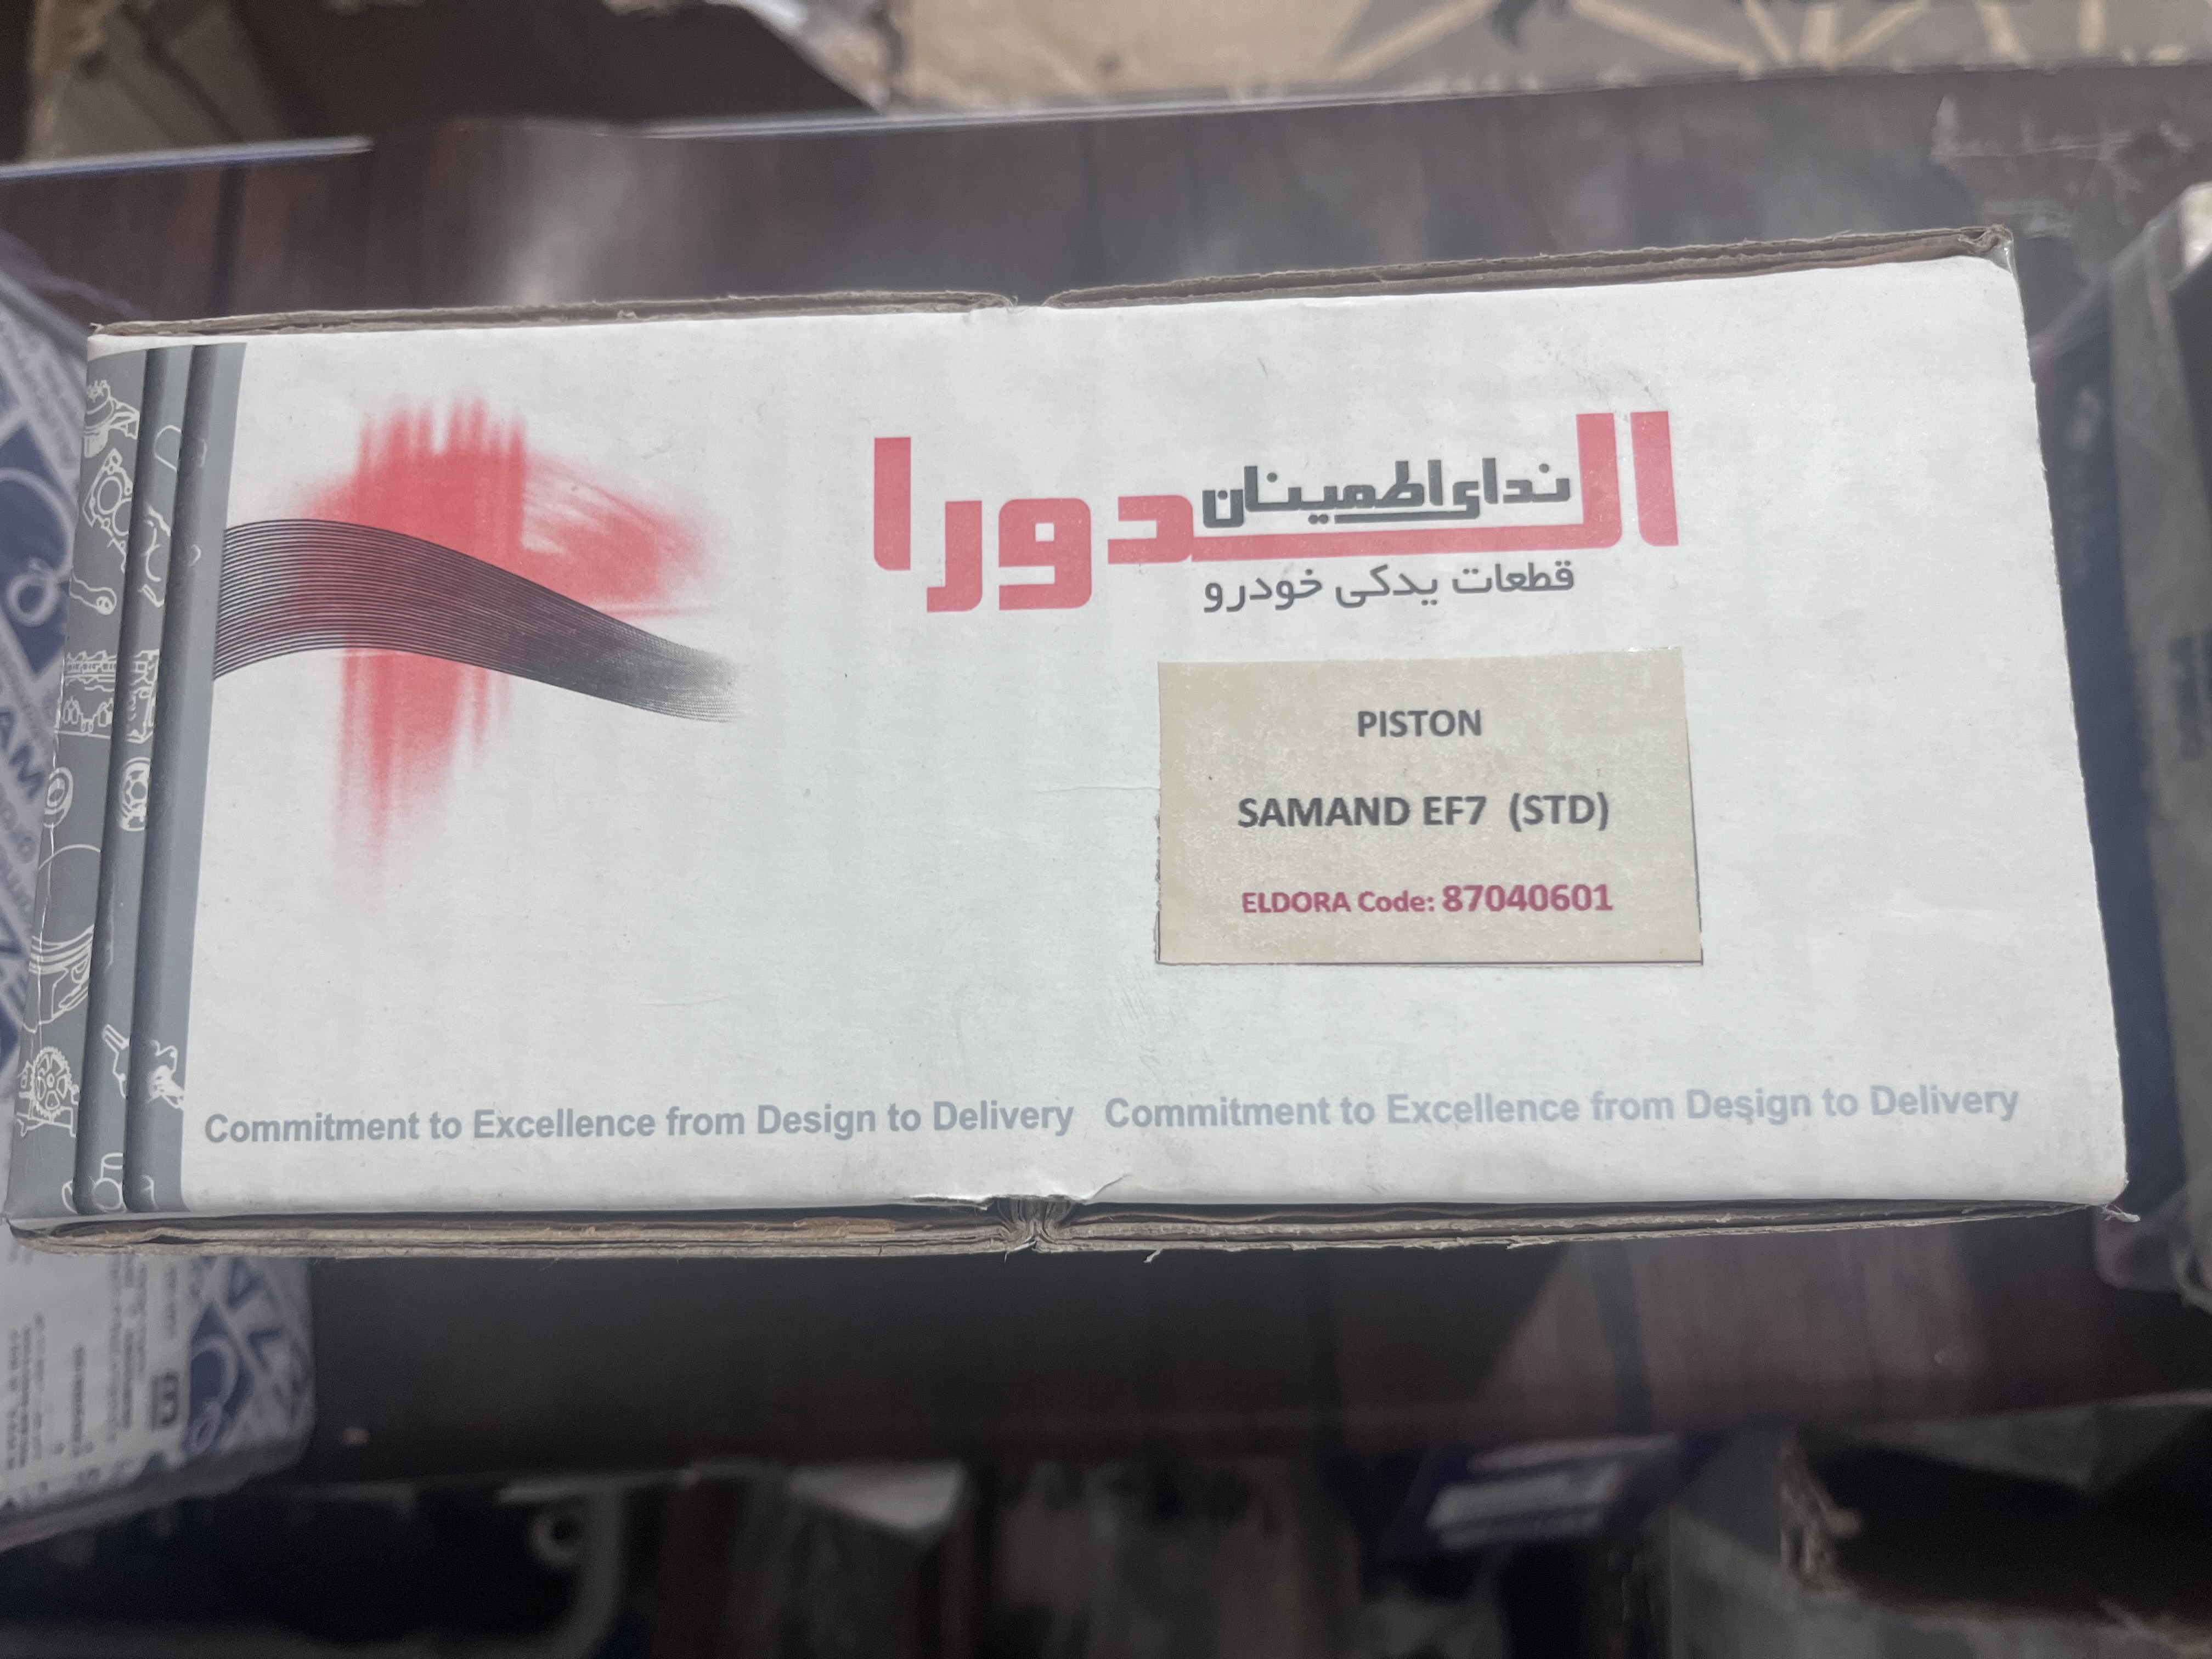 الدورا
ندای اطمینان
قطعات یدکی خودرو
PISTON
SAMAND EF7 (STD)
ELDORA Code: 87040601
Commitment to Excellence from Design to Delivery Commitment to Excellence from Design to Delivery